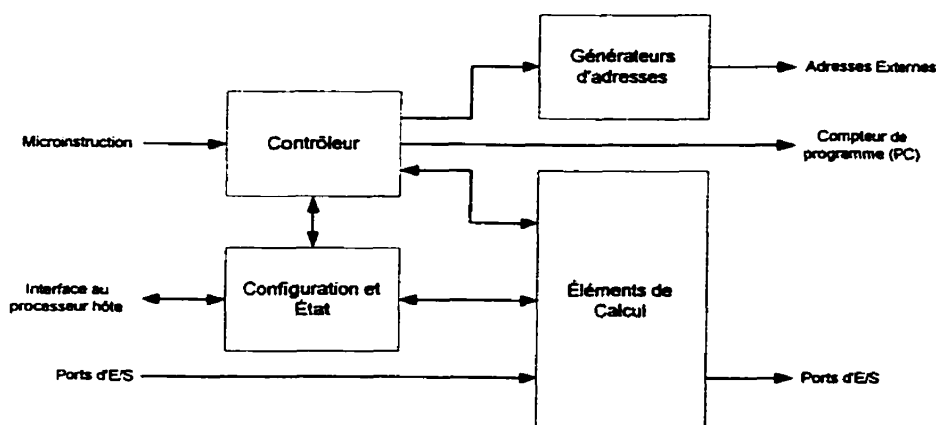 Générateurs
d'adresses
Adresses Externes
Microinstruction
Contrôleur
Compteur de
programme (PC)
Interface au
processeur hôte
Configuration et
État
Éléments de
Calcul
Ports d'E/S
Ports d'E/S